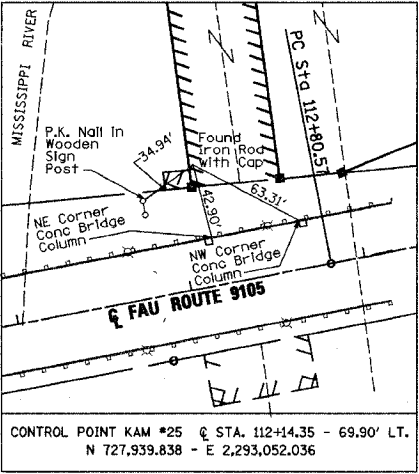 MISSISSIPPI RIVER
PC Sta 112+80.57
P.K. Nail in
Wooden
Sign
Post
34.94'
Found
Iron Rod
With Cap
63.31'
42.90'
NE Corner
Conc Bridge
Column
NW Corner
Conc Bridge
Column
℄ FAU ROUTE 9105
CONTROL POINT KAM #25 ℄ STA. 112+14.35 - 69.90' LT.
N 727,939.838 - E 2,293,052.036